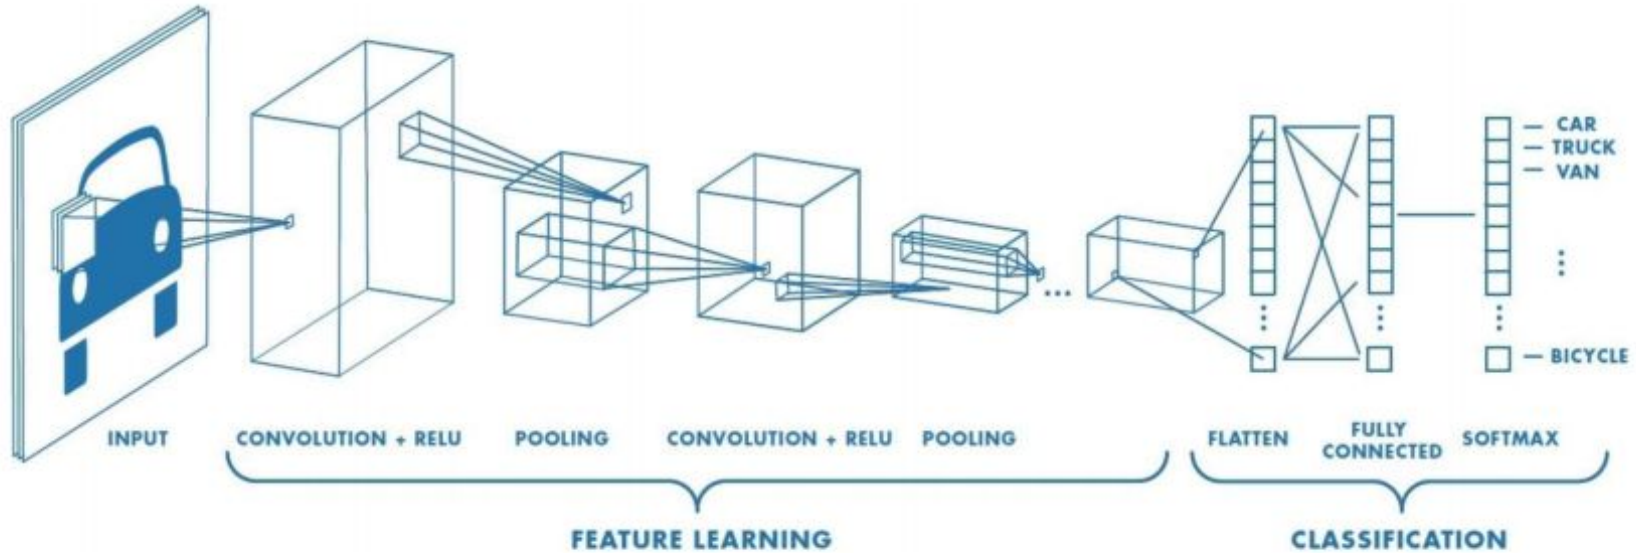 CAR
TRUCK
VAN
BICYCLE
INPUT
CONVOLUTION + RELU
POOLING
CONVOLUTION + RELU
POOLING
FLATTEN
FULLY
CONNECTED
SOFTMAX
FEATURE LEARNING
CLASSIFICATION